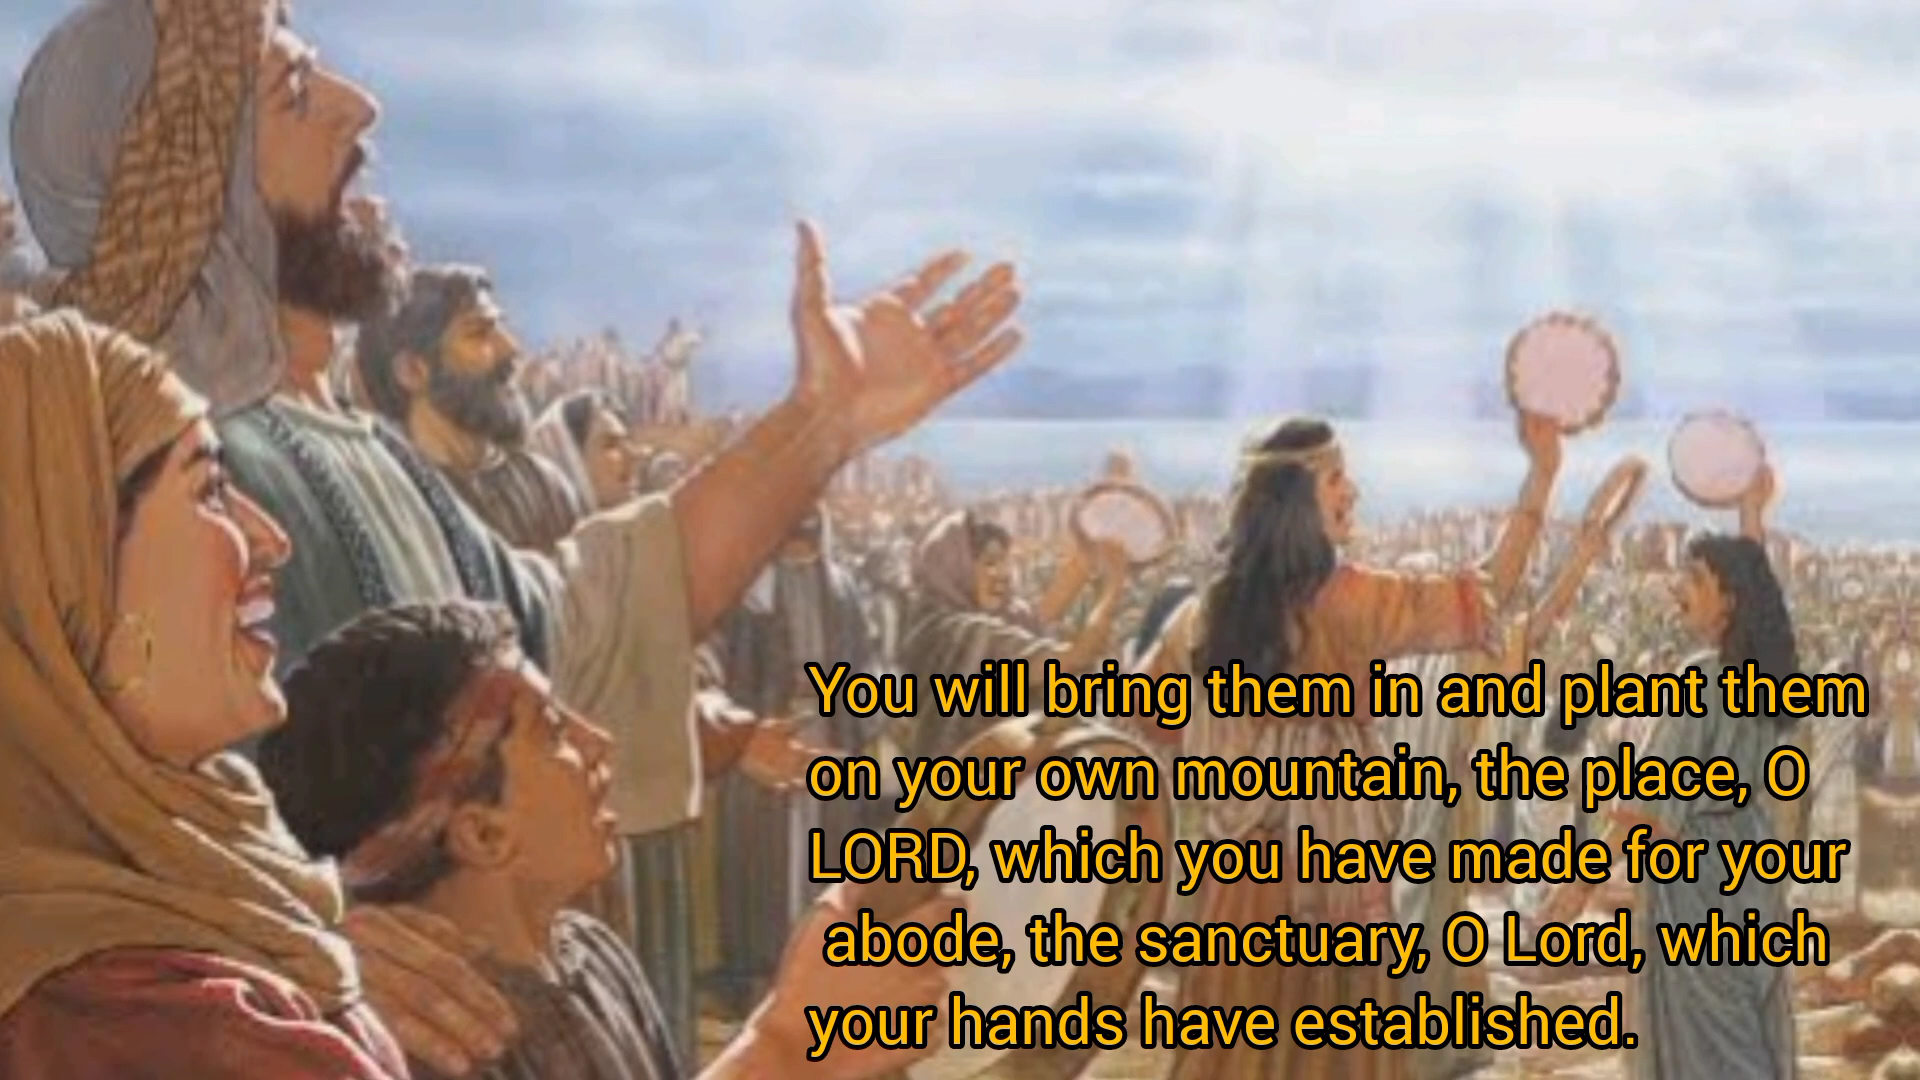 You will bring them in and plant them
on your own mountain, the place, O
LORD, which you have made for your
abode, the sanctuary, O Lord, which
your hands have established.